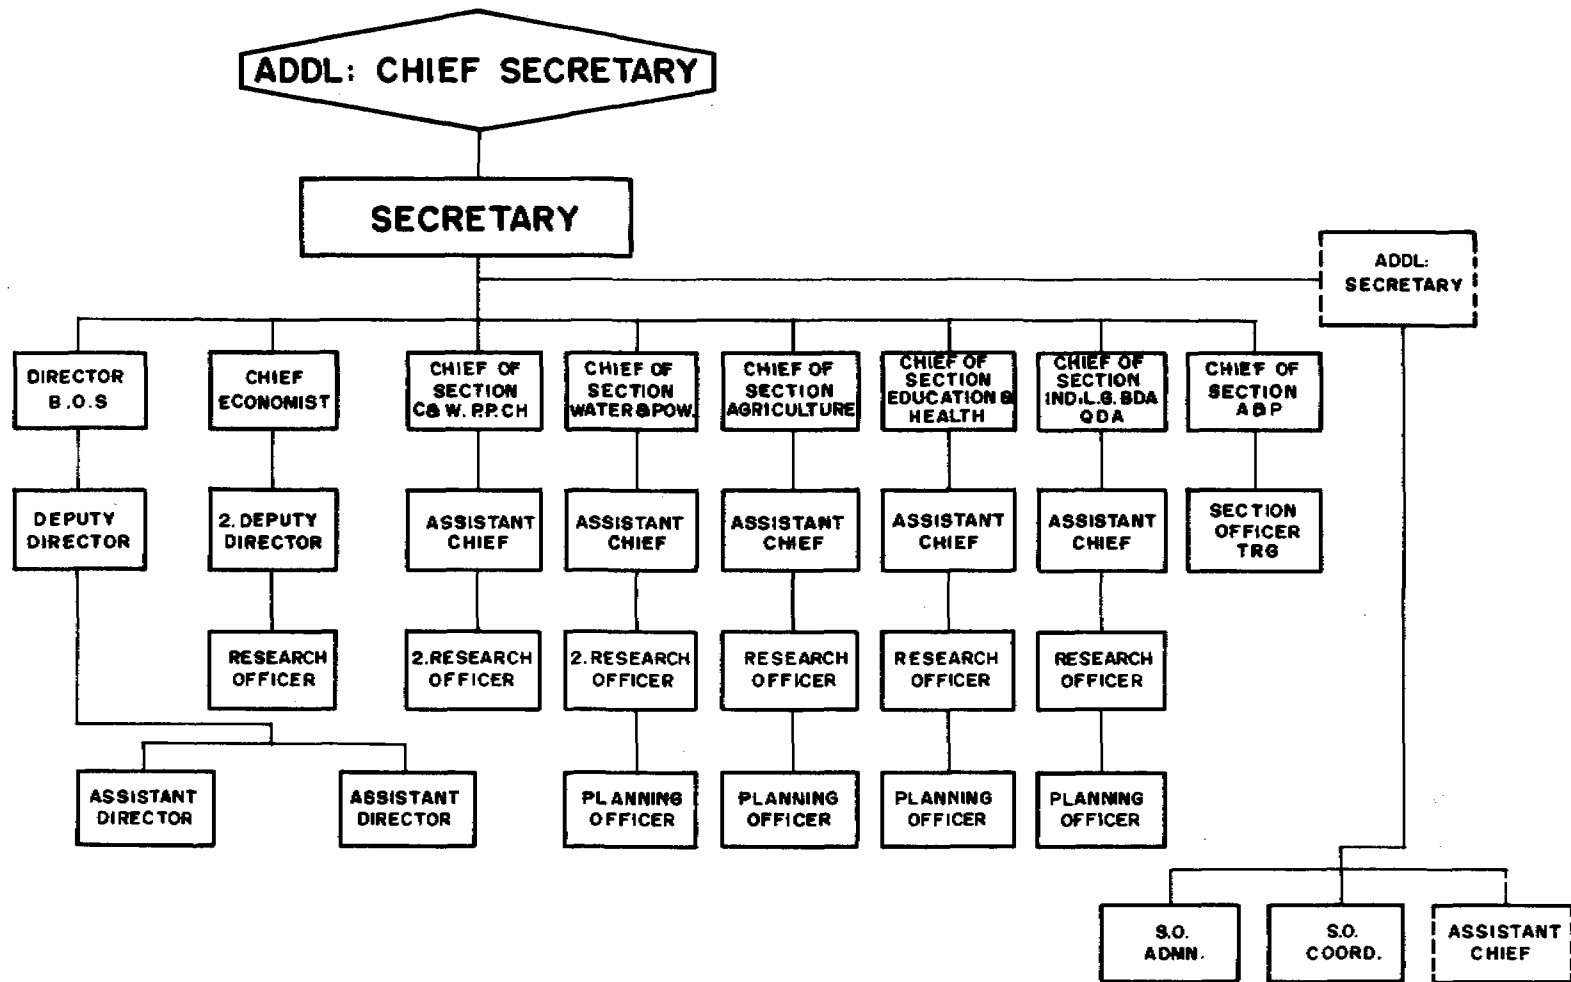 ADDL: CHIEF SECRETARY
SECRETARY
ADDL:
SECRETARY
DIRECTOR
B.O.S
CHIEF
ECONOMIST
CHIEF OF
SECTION
C&W.P.P.CH
CHIEF OF
SECTION
WATER&POW.
CHIEF OF
SECTION
AGRICULTURE
CHIEF OF
SECTION
EDUCATION&
HEALTH
CHIEF OF
SECTION
IND.L.G.BDA
QDA
CHIEF OF
SECTION
A&P
DEPUTY
DIRECTOR
2.DEPUTY
DIRECTOR
ASSISTANT
CHIEF
ASSISTANT
CHIEF
ASSISTANT
CHIEF
ASSISTANT
CHIEF
ASSISTANT
CHIEF
SECTION
OFFICER
TRG
RESEARCH
OFFICER
2.RESEARCH
OFFICER
2.RESEARCH
OFFICER
RESEARCH
OFFICER
RESEARCH
OFFICER
RESEARCH
OFFICER
ASSISTANT
DIRECTOR
ASSISTANT
DIRECTOR
PLANNING
OFFICER
PLANNING
OFFICER
PLANNING
OFFICER
PLANNING
OFFICER
S.O.
ADMN.
S.O.
COORD.
ASSISTANT
CHIEF